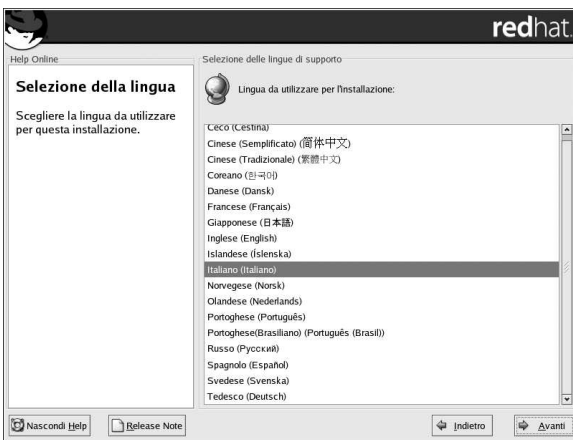 redhat.
Help Online
Selezione della lingua
Scegliere la lingua da utilizzare
per questa installazione.
Selezione delle lingue di supporto
Lingua da utilizzare per l'installazione:
Ceco (Čeština)
Cinese (Semplificato) (简体中文)
Cinese (Tradizionale) (繁體中文)
Coreano (한국어)
Danese (Dansk)
Francese (Français)
Giapponese (日本語)
Inglese (English)
Islandese (Íslenska)
Italiano (Italiano)
Norvegese (Norsk)
Olandese (Nederlands)
Portoghese (Português)
Portoghese(Brasiliano) (Português (Brasil))
Russo (Русский)
Spagnolo (Español)
Svedese (Svenska)
Tedesco (Deutsch)
Nascondi Help
Release Note
Indietro
Avanti